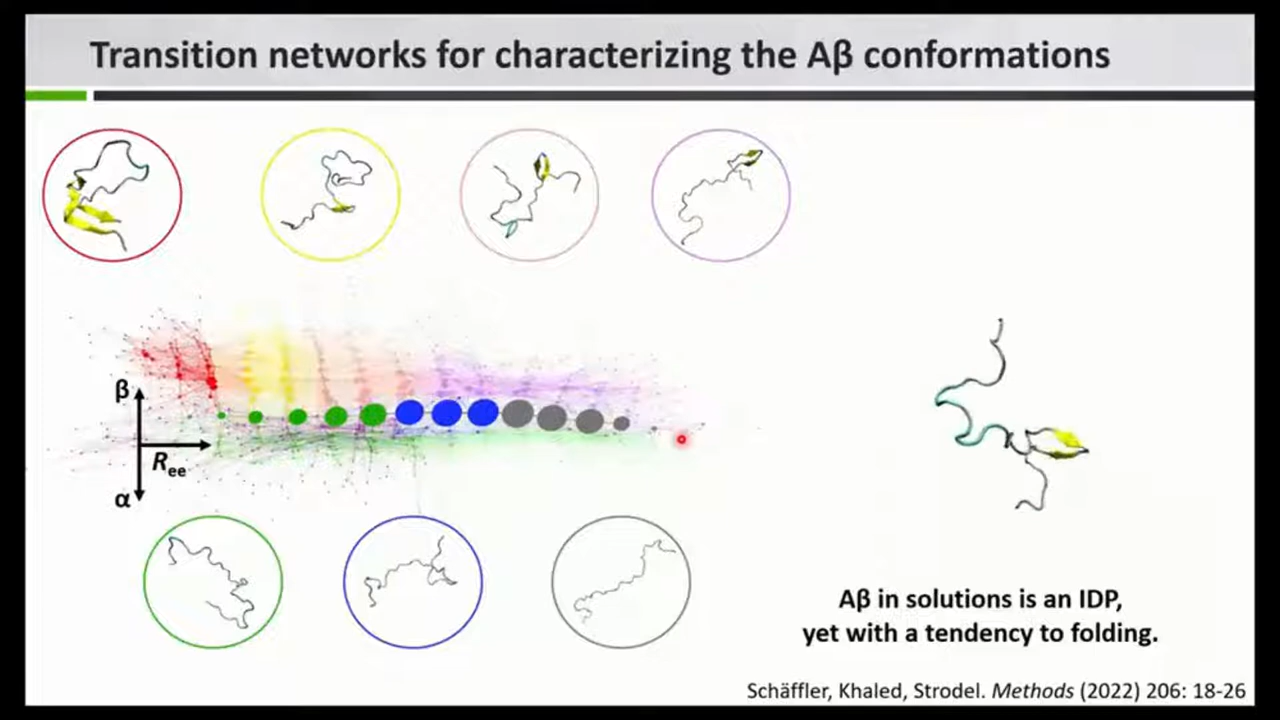 Transition networks for characterizing the Aβ conformations
β
R_ee
α
Aβ in solutions is an IDP,
yet with a tendency to folding.
Schäffler, Khaled, Strodel. Methods (2022) 206: 18-26